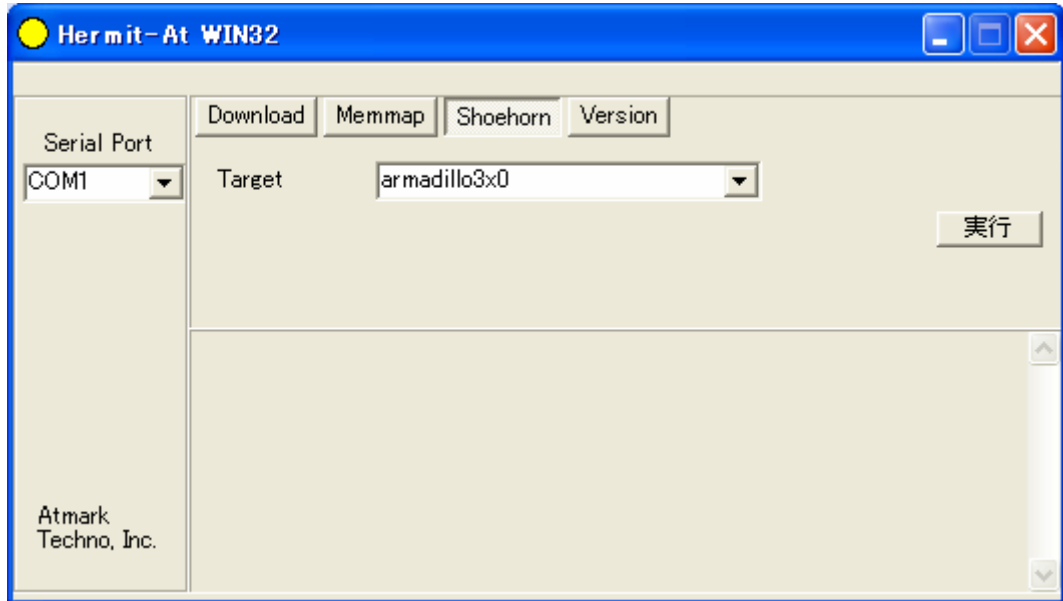 Hermit-At WIN32
Serial Port
COM1
Download Memmap Shoehorn Version
Target armadillo3x0
実行
Atmark
Techno, Inc.